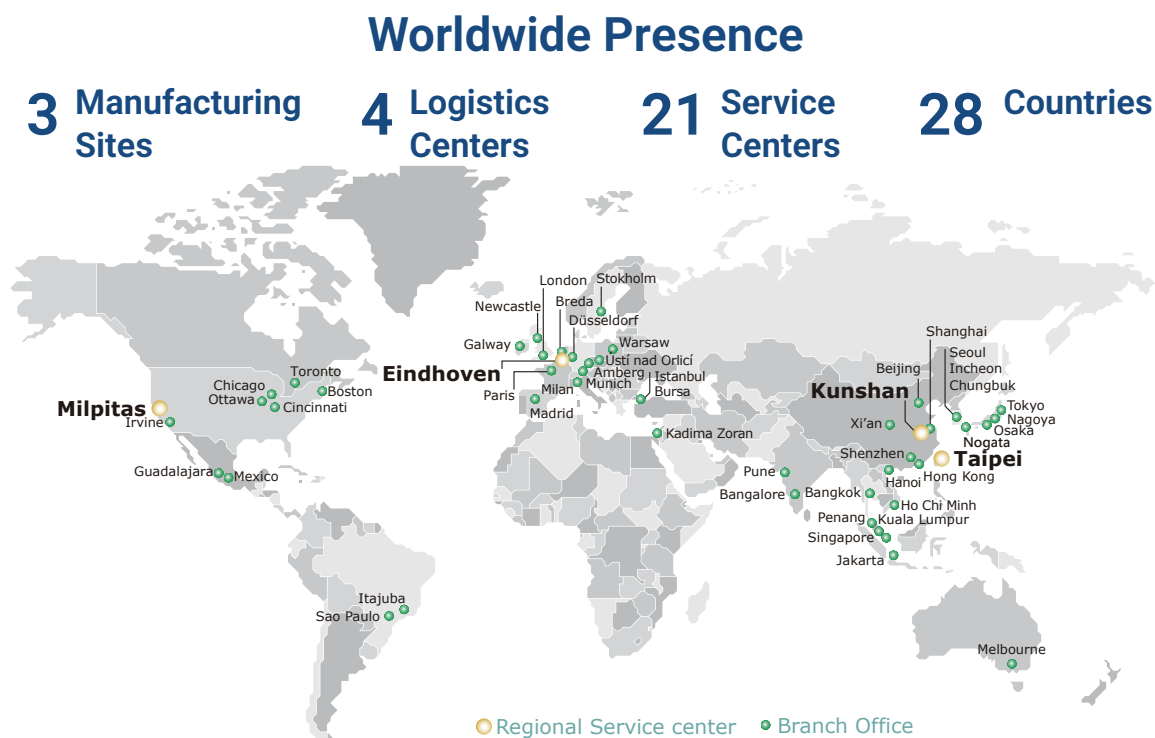 Worldwide Presence
3 Manufacturing
Sites
4 Logistics
Centers
21 Service
Centers
28 Countries
London
Stokholm
Newcastle
Breda
Düsseldorf
Galway
Warsaw
Eindhoven
Ustí nad Orlicí
Amberg
Paris
Milan
Munich
Istanbul
Bursa
Madrid
Kadima Zoran
Toronto
Chicago
Boston
Ottawa
Cincinnati
Milpitas
Irvine
Guadalajara
Mexico
Itajuba
Sao Paulo
Shanghai
Seoul
Beijing
Incheon
Chungbuk
Kunshan
Tokyo
Nagoya
Xi'an
Osaka
Nogata
Shenzhen
Taipei
Pune
Hanoi
Hong Kong
Bangalore
Bangkok
Ho Chi Minh
Penang
Kuala Lumpur
Singapore
Jakarta
Melbourne
Regional Service center
Branch Office